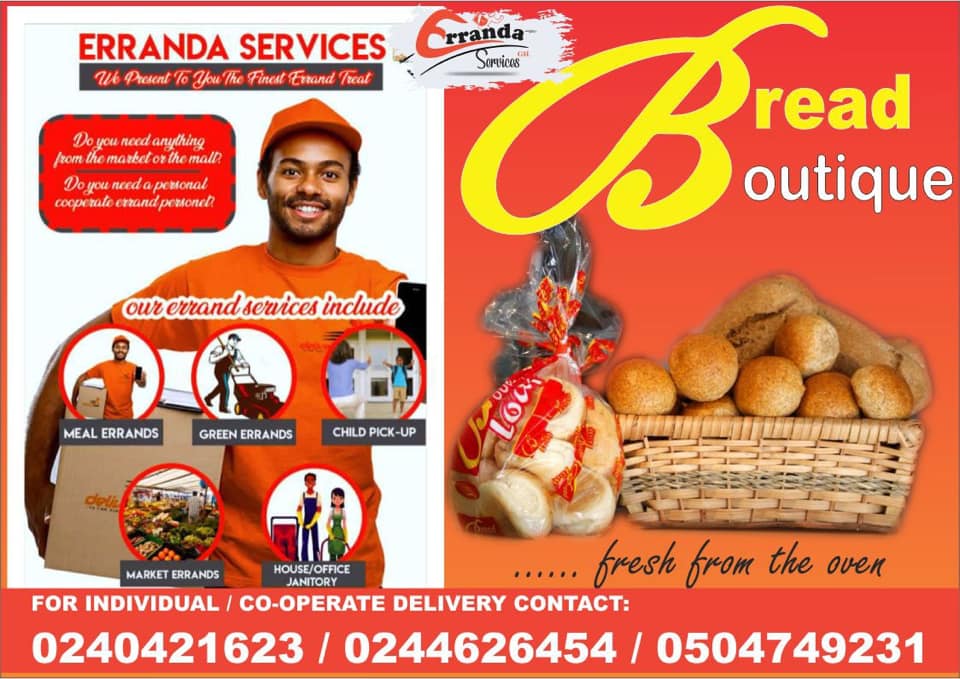 ERRANDA SERVICES
We Present To You The Finest Errand Treat
Erranda
GH
Services
Do you need anything
from the market or the mall?
Do you need a personal
cooperate errand personel?
our errand services include
MEAL ERRANDS
GREEN ERRANDS
CHILD PICK-UP
MARKET ERRANDS
HOUSE/OFFICE
JANITORY
Bread
Boutique
...... fresh from the oven
FOR INDIVIDUAL / CO-OPERATE DELIVERY CONTACT:
0240421623 / 0244626454 / 0504749231